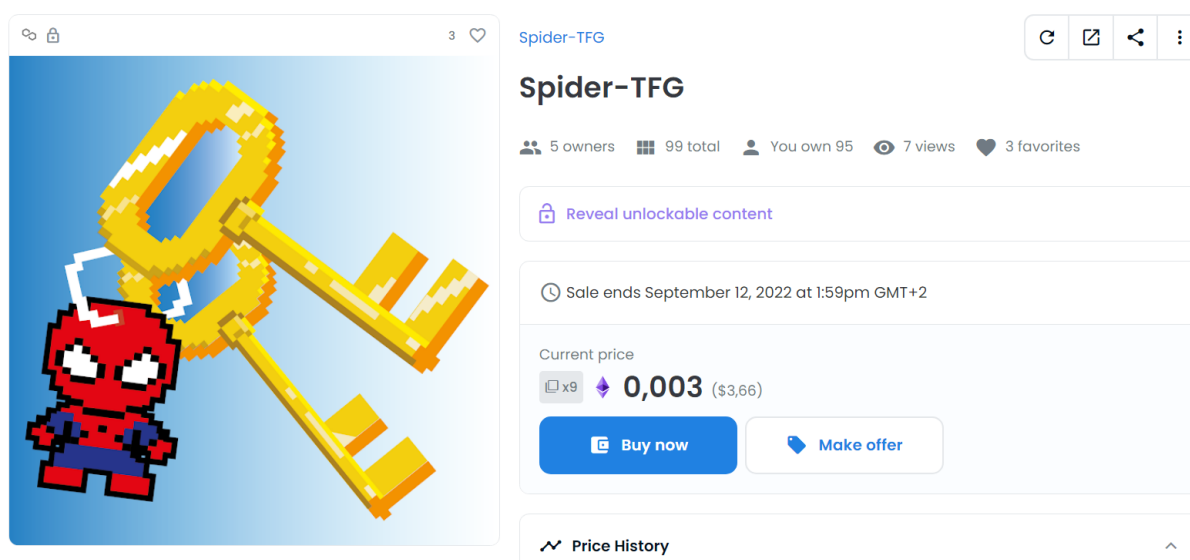 3
Spider-TFG
Spider-TFG
5 owners 99 total You own 95 7 views 3 favorites
Reveal unlockable content
Sale ends September 12, 2022 at 1:59pm GMT+2
Current price
x9 0,003 ($3,66)
Buy now Make offer
Price History